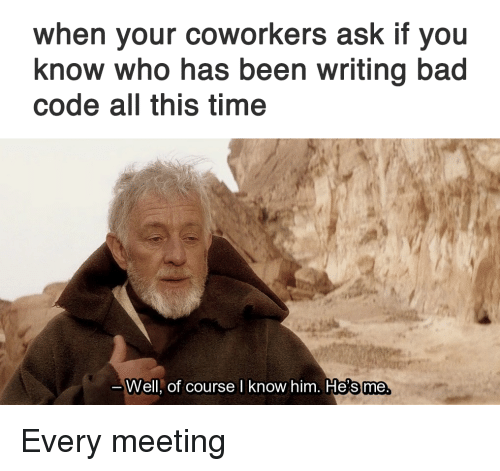 when your coworkers ask if you
know who has been writing bad
code all this time
– Well, of course I know him. He's me.
Every meeting